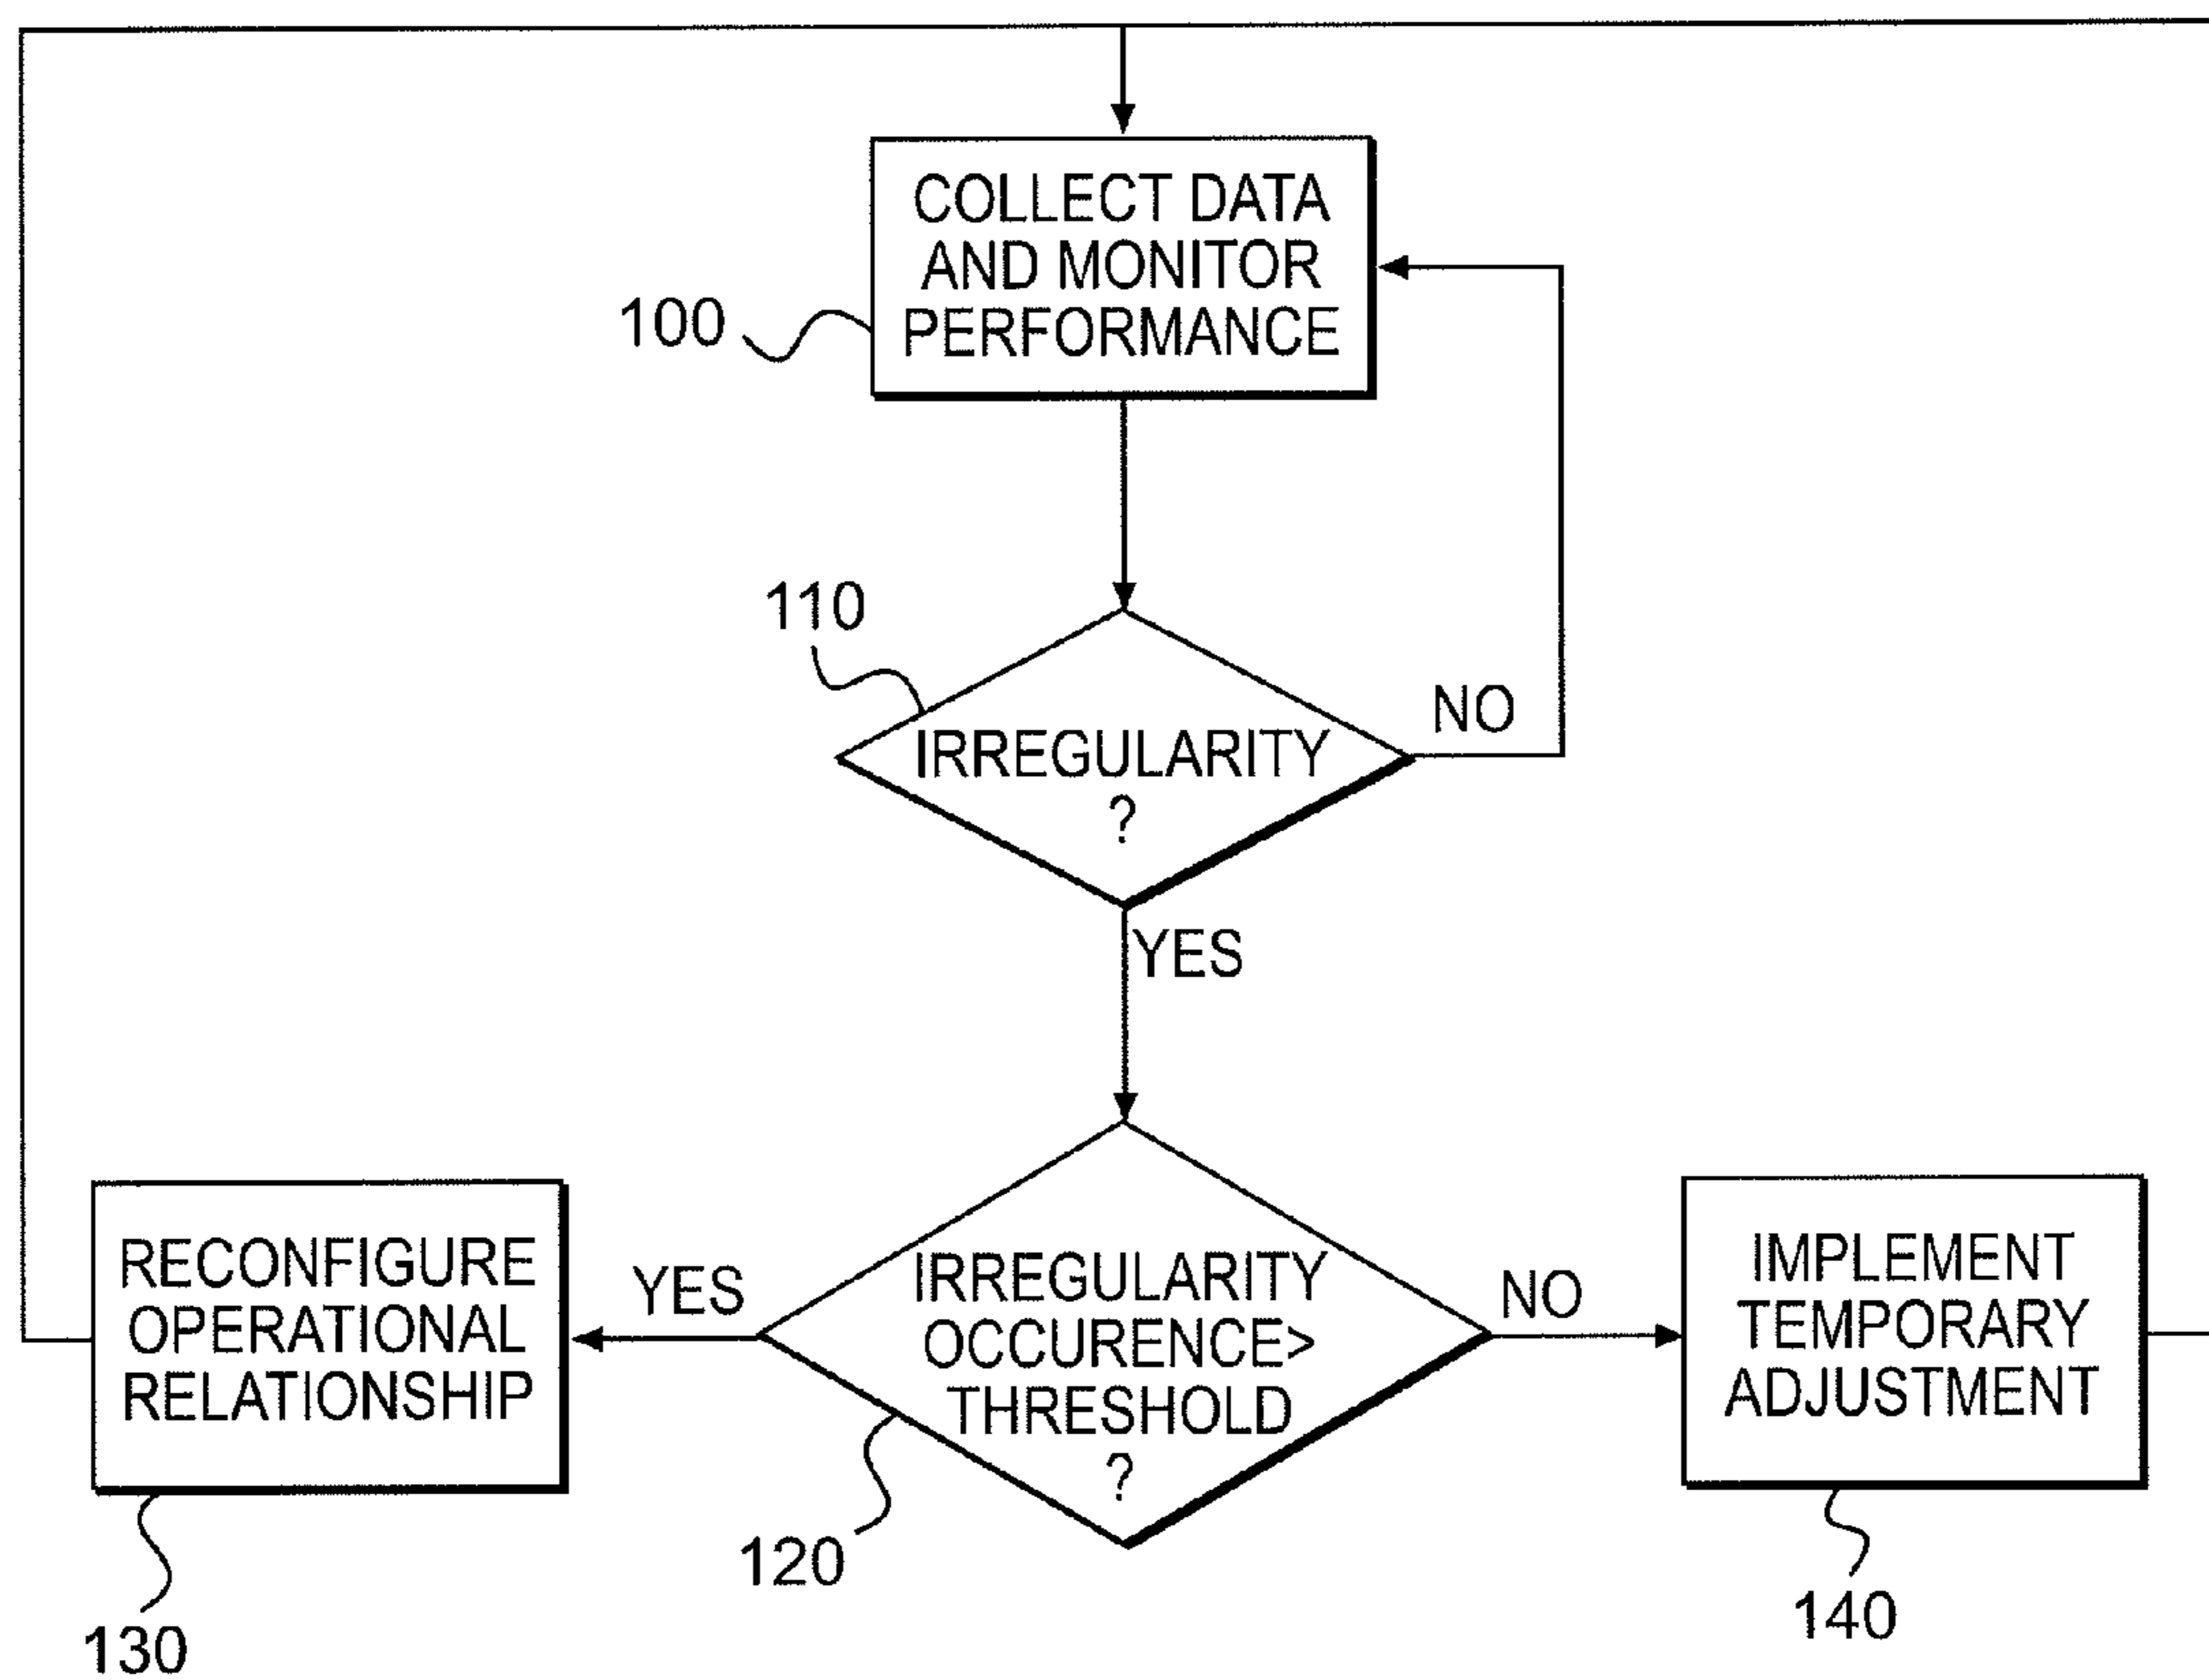 COLLECT DATA
AND MONITOR
PERFORMANCE
100
110
IRREGULARITY
?
NO
YES
RECONFIGURE
OPERATIONAL
RELATIONSHIP
130
YES
IRREGULARITY
OCCURENCE>
THRESHOLD
?
120
NO
IMPLEMENT
TEMPORARY
ADJUSTMENT
140